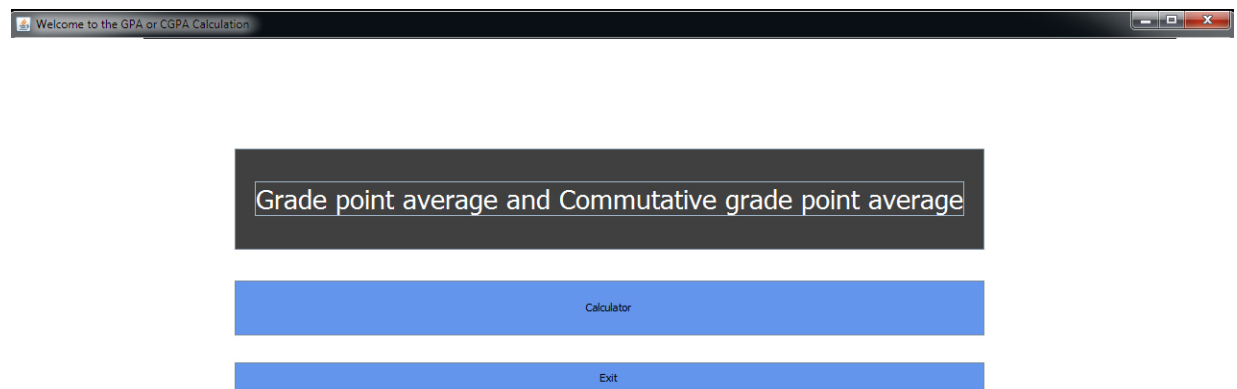 Welcome to the GPA or CGPA Calculation
Grade point average and Commutative grade point average
Calculator
Exit